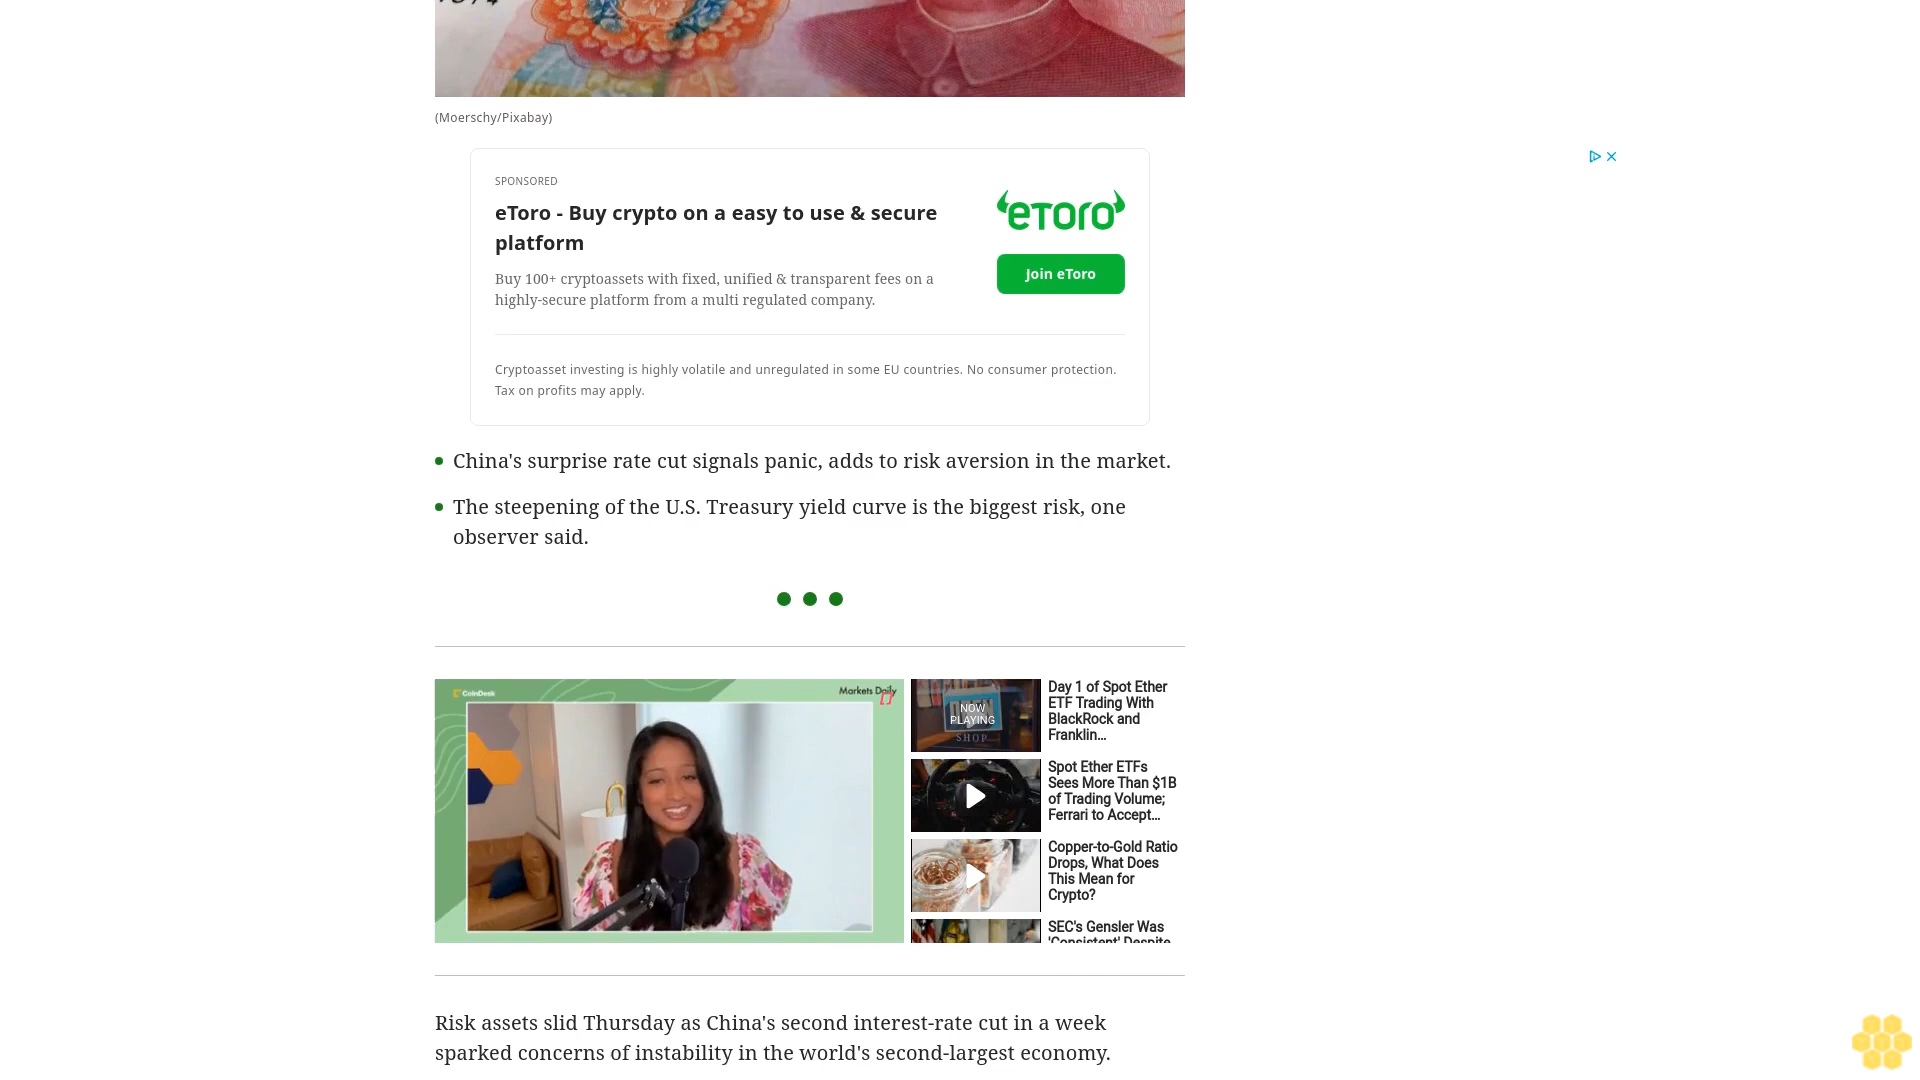 (Moerschy/Pixabay)
SPONSORED
eToro - Buy crypto on a easy to use & secure
platform
Buy 100+ cryptoassets with fixed, unified & transparent fees on a
highly-secure platform from a multi regulated company.
eTORO
Join eToro
Cryptoasset investing is highly volatile and unregulated in some EU countries. No consumer protection.
Tax on profits may apply.
China's surprise rate cut signals panic, adds to risk aversion in the market.
The steepening of the U.S. Treasury yield curve is the biggest risk, one
observer said.
CoinDesk
Markets Daily
NOW
PLAYING
SHOP
Day 1 of Spot Ether
ETF Trading With
BlackRock and
Franklin...
Spot Ether ETFs
Sees More Than $1B
of Trading Volume;
Ferrari to Accept...
Copper-to-Gold Ratio
Drops, What Does
This Mean for
Crypto?
SEC's Gensler Was
'Consistent' Despite
Risk assets slid Thursday as China's second interest-rate cut in a week
sparked concerns of instability in the world's second-largest economy.